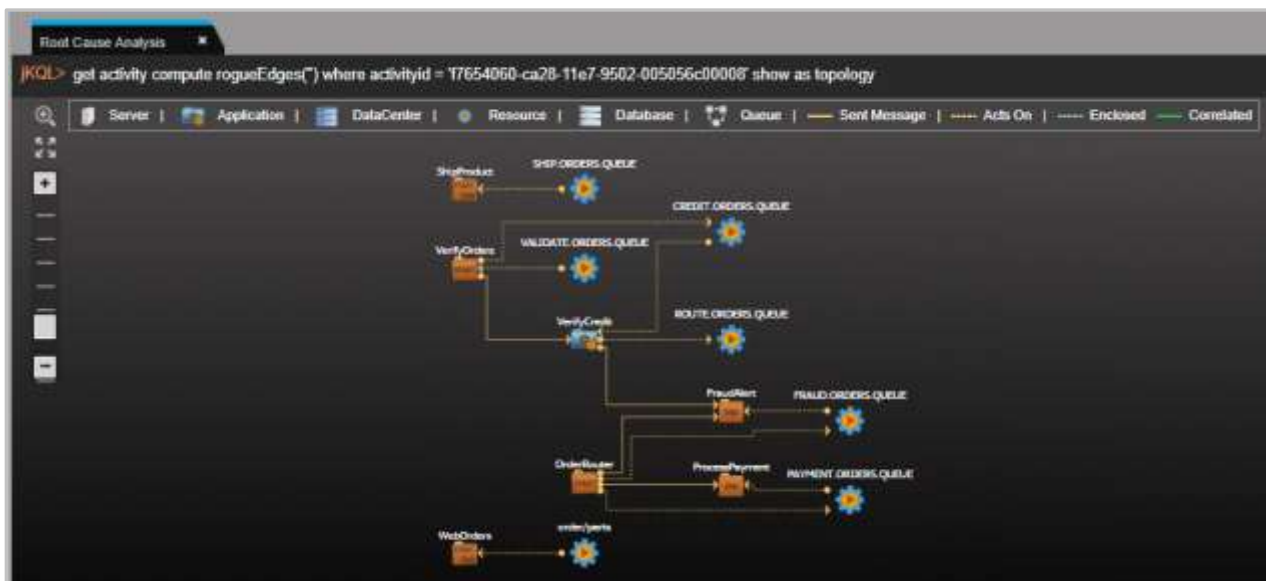 Root Cause Analysis ×
jKQL> get activity compute rogueEdges('') where activityid = 'f7654060-ca28-11e7-9502-005056c00008' show as topology
Server | Application | DataCenter | Resource | Database | Queue | Sent Message | Acts On | Enclosed Correlated
SHIP.ORDERS.QUEUE
ShipProduct
CREDIT.ORDERS.QUEUE
VerifyOrders
VALIDATE.ORDERS.QUEUE
VerifyCredit
ROUTE.ORDERS.QUEUE
FraudAlert
FRAUD.ORDERS.QUEUE
OrderRouter
ProcessPayment
PAYMENT.ORDERS.QUEUE
WebOrders
order/parts